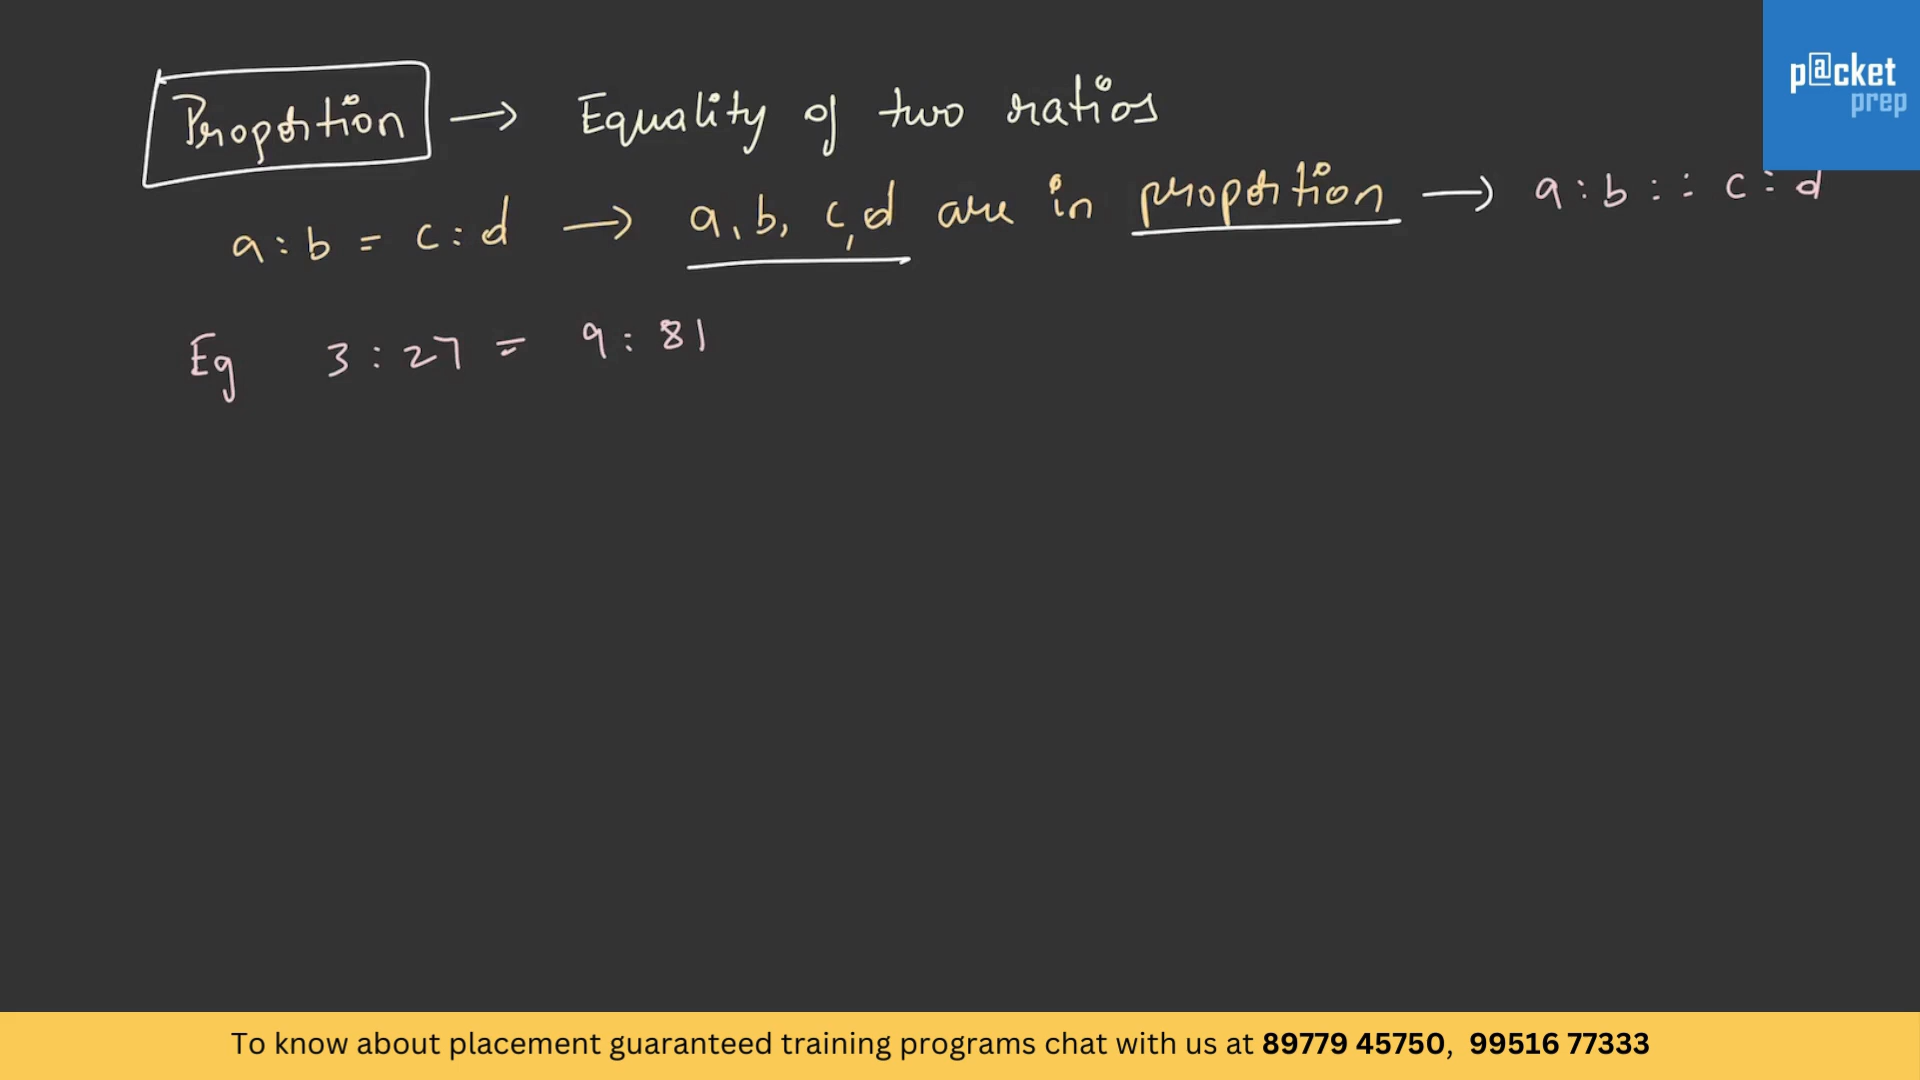 Proportion → Equality of two ratios
a : b = c : d → a, b, c, d are in proportion → a : b : : c : d
Eg 3 : 27 = 9 : 81
p@cket
prep
To know about placement guaranteed training programs chat with us at 89779 45750, 99516 77333